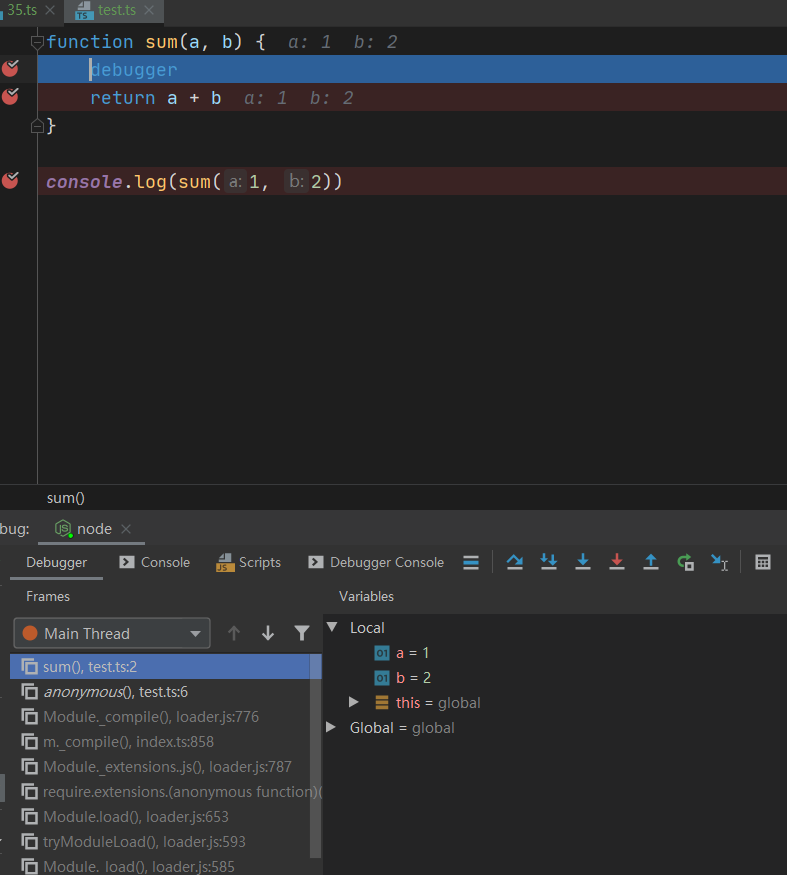 35.ts test.ts
function sum(a, b) { a: 1 b: 2
debugger
return a + b a: 1 b: 2
}
console.log(sum( a: 1, b: 2))
sum()
bug: node
Debugger Console Scripts Debugger Console
Frames Variables
Main Thread
Local
sum(), test.ts:2
a = 1
anonymous(), test.ts:6
b = 2
Module._compile(), loader.js:776
this = global
m._compile(), index.ts:858
Global = global
Module._extensions..js(), loader.js:787
require.extensions.(anonymous function)(
Module.load(), loader.js:653
tryModuleLoad(), loader.js:593
Module._load(), loader.js:585